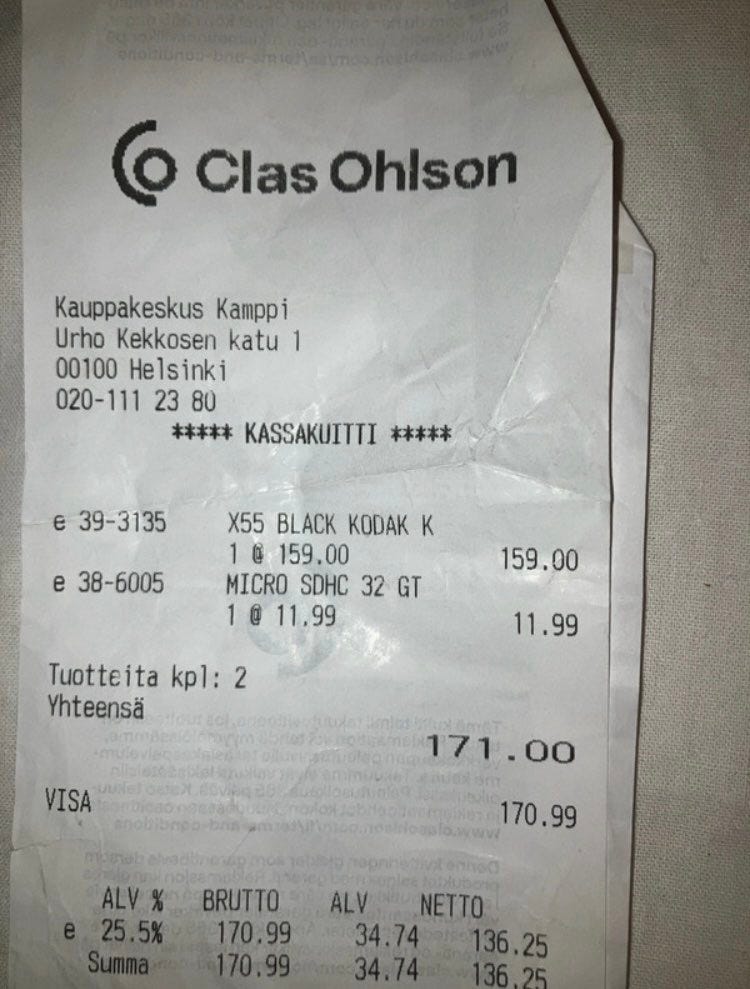 Clas Ohlson
Kauppakeskus Kamppi
Urho Kekkosen katu 1
00100 Helsinki
020-111 23 80
***** KASSAKUITTI *****
e 39-3135 X55 BLACK KODAK K
1 @ 159.00 159.00
e 38-6005 MICRO SDHC 32 GT
1 @ 11.99 11.99
Tuotteita kpl: 2
Yhteensä
171.00
VISA 170.99
ALV % BRUTTO ALV NETTO
e 25.5% 170.99 34.74 136.25
Summa 170.99 34.74 136.25